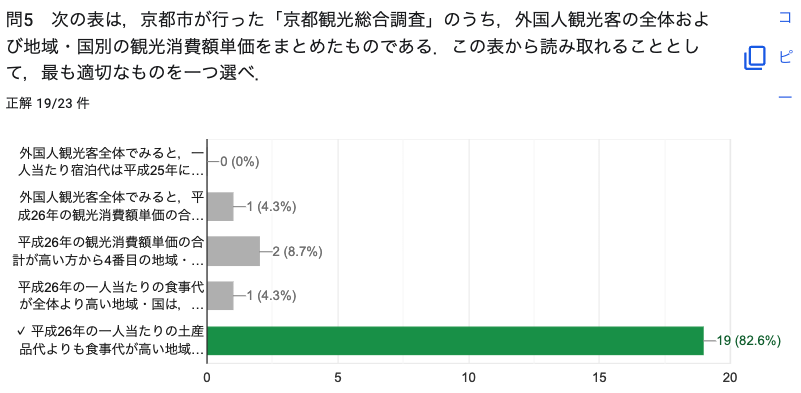 問5　次の表は，京都市が行った「京都観光総合調査」のうち，外国人観光客の全体およ
び地域・国別の観光消費額単価をまとめたものである．この表から読み取れることとし
て，最も適切なものを一つ選べ．
コピー
正解 19/23 件
外国人観光客全体でみると，一
人当たり宿泊代は平成25年に…
0 (0%)
外国人観光客全体でみると，平
成26年の観光消費額単価の合…
1 (4.3%)
平成26年の観光消費額単価の合
計が高い方から4番目の地域・…
2 (8.7%)
平成26年の一人当たりの食事代
が全体より高い地域・国は，…
1 (4.3%)
✓ 平成26年の一人当たりの土産
品代よりも食事代が高い地域…
19 (82.6%)
0 5 10 15 20